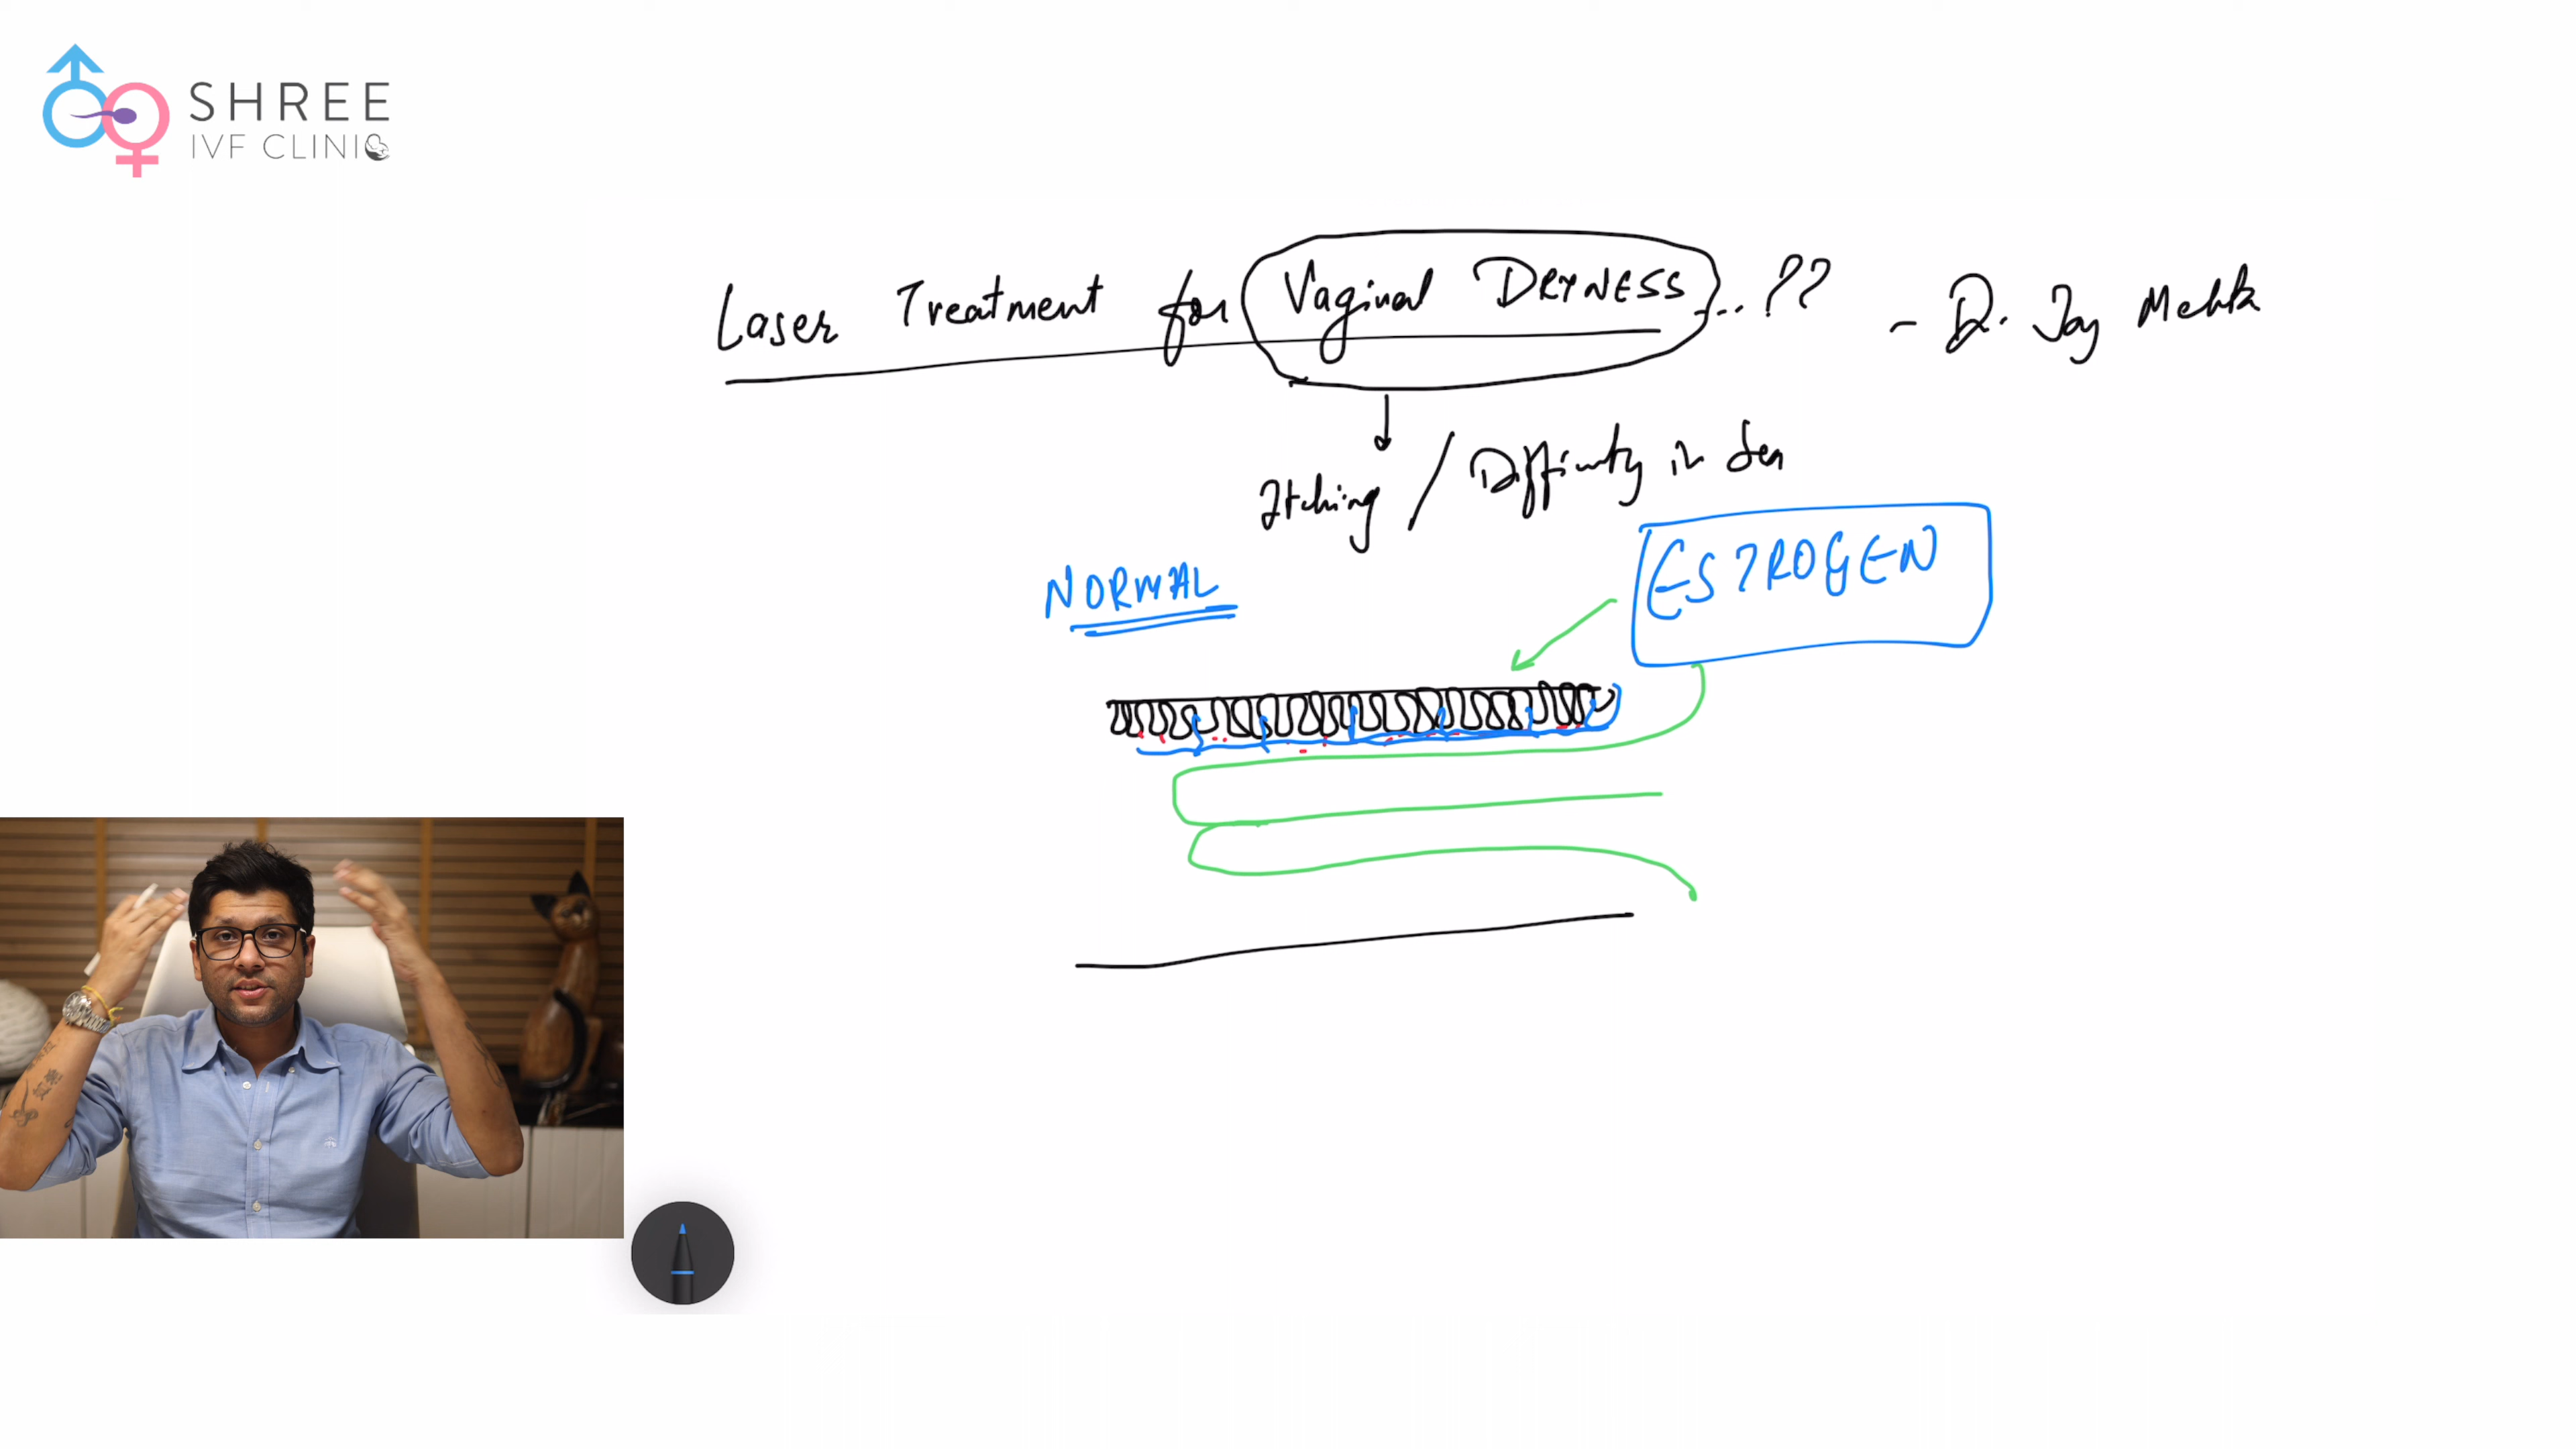 SHREE
IVF CLINIC
Laser Treatment for Vaginal DRYNESS...?? - Dr. Jay Mehta
Itching / Difficulty in Sex
NORMAL
ESTROGEN